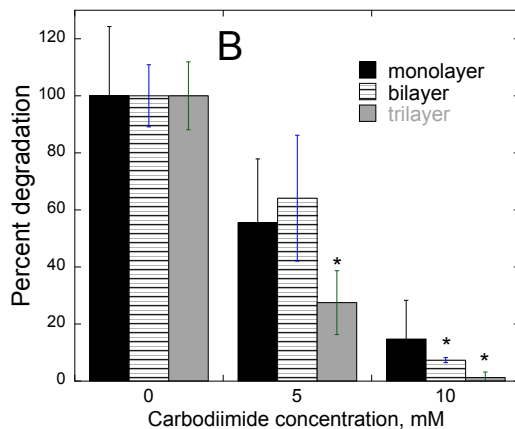 B
monolayer
bilayer
trilayer
Percent degradation
120
100
80
60
40
20
0
*
*
*
0
5
10
Carbodiimide concentration, mM